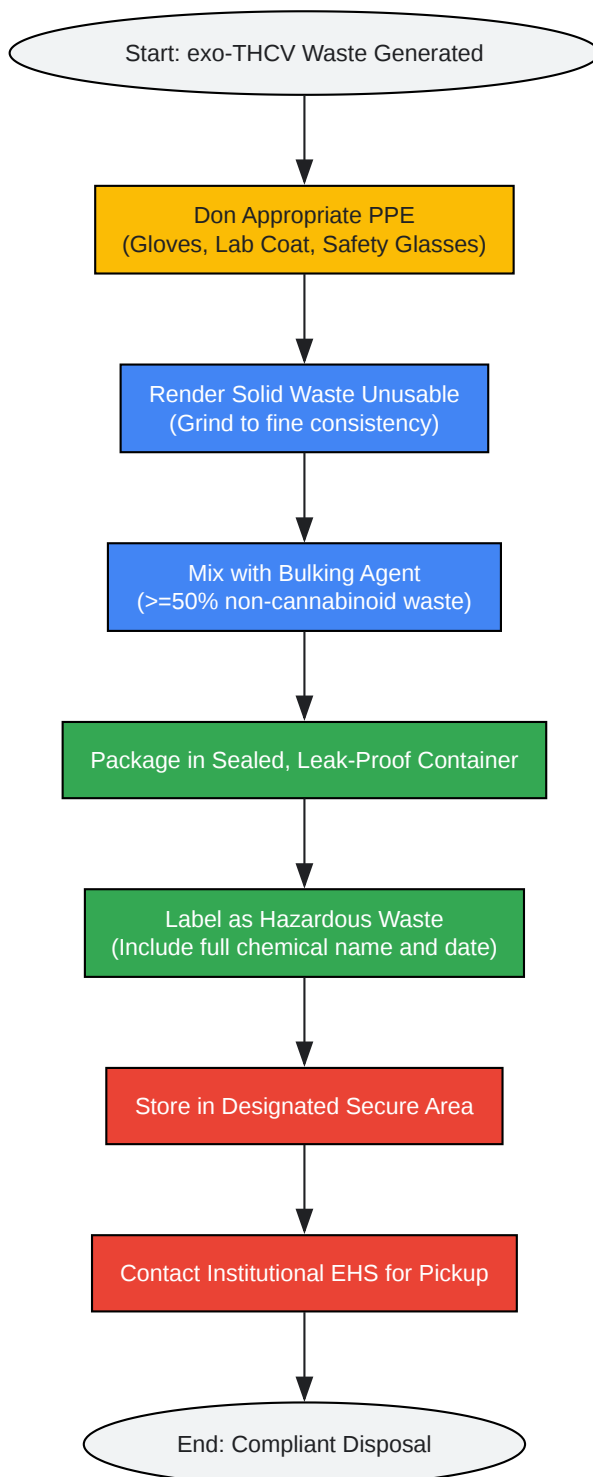 Start: exo-THCV Waste Generated
Don Appropriate PPE
(Gloves, Lab Coat, Safety Glasses)
Render Solid Waste Unusable
(Grind to fine consistency)
Mix with Bulking Agent
(>=50% non-cannabinoid waste)
Package in Sealed, Leak-Proof Container
Label as Hazardous Waste
(Include full chemical name and date)
Store in Designated Secure Area
Contact Institutional EHS for Pickup
End: Compliant Disposal